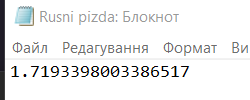 Rusni pizda: Блокнот
Файл Редагування Формат Ви
1.7193398003386517